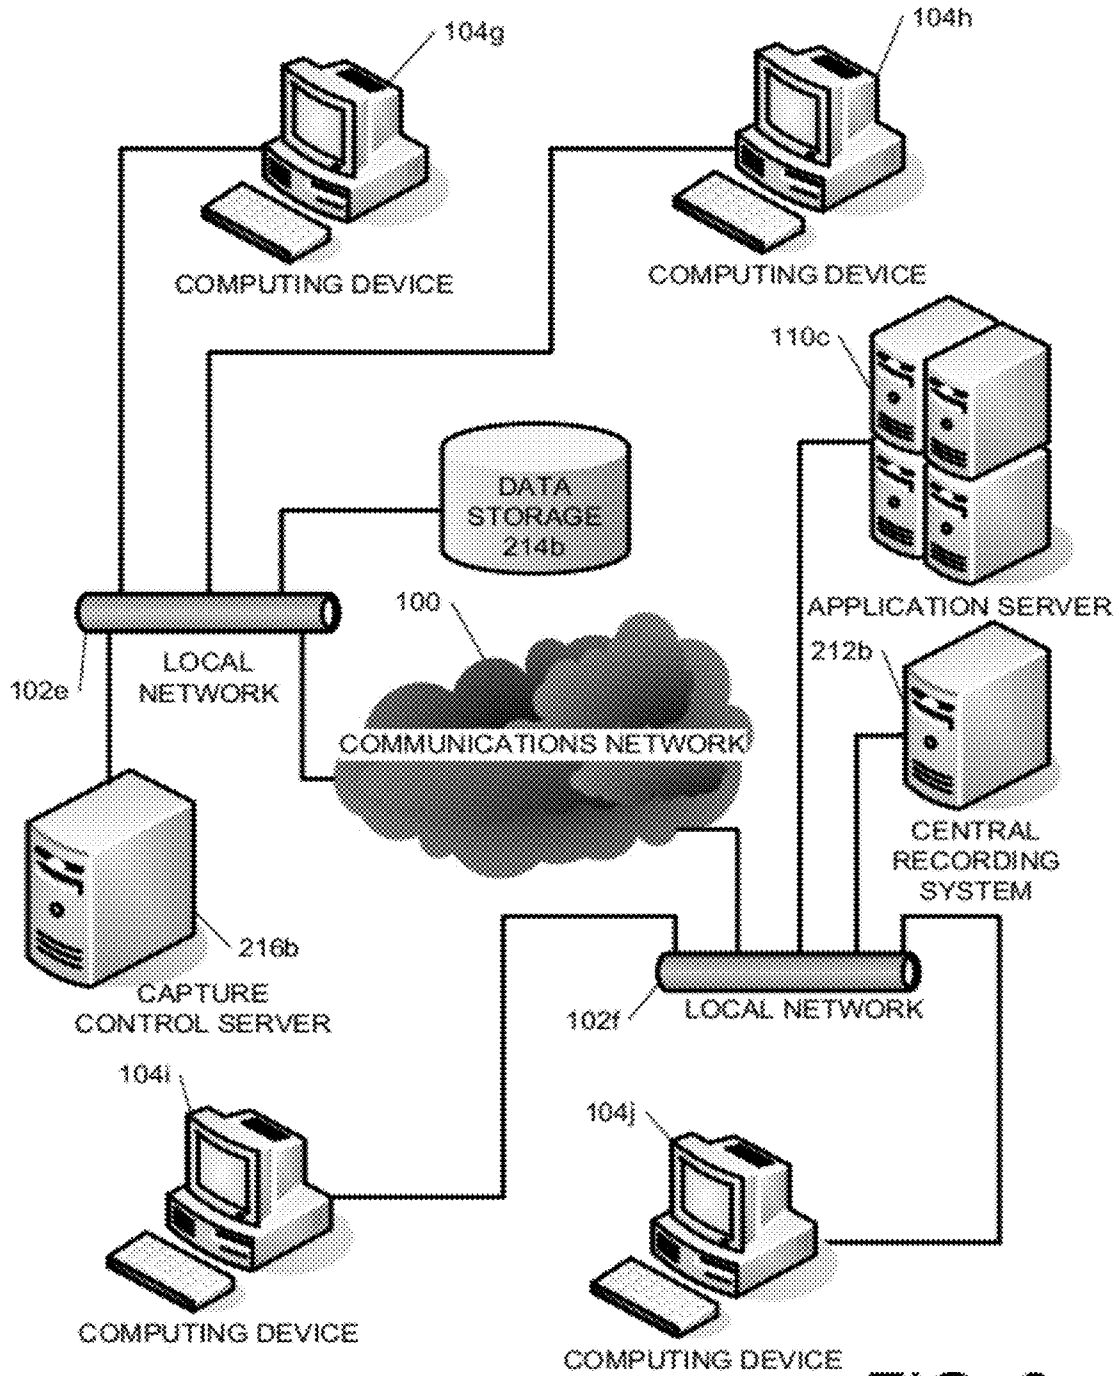 104g
104h
COMPUTING DEVICE
COMPUTING DEVICE
110c
DATA
STORAGE
214b
100
APPLICATION SERVER
212b
LOCAL
NETWORK
102e
COMMUNICATIONS NETWORK
CENTRAL
RECORDING
SYSTEM
216b
CAPTURE
CONTROL SERVER
LOCAL NETWORK
102f
104i
104j
COMPUTING DEVICE
COMPUTING DEVICE